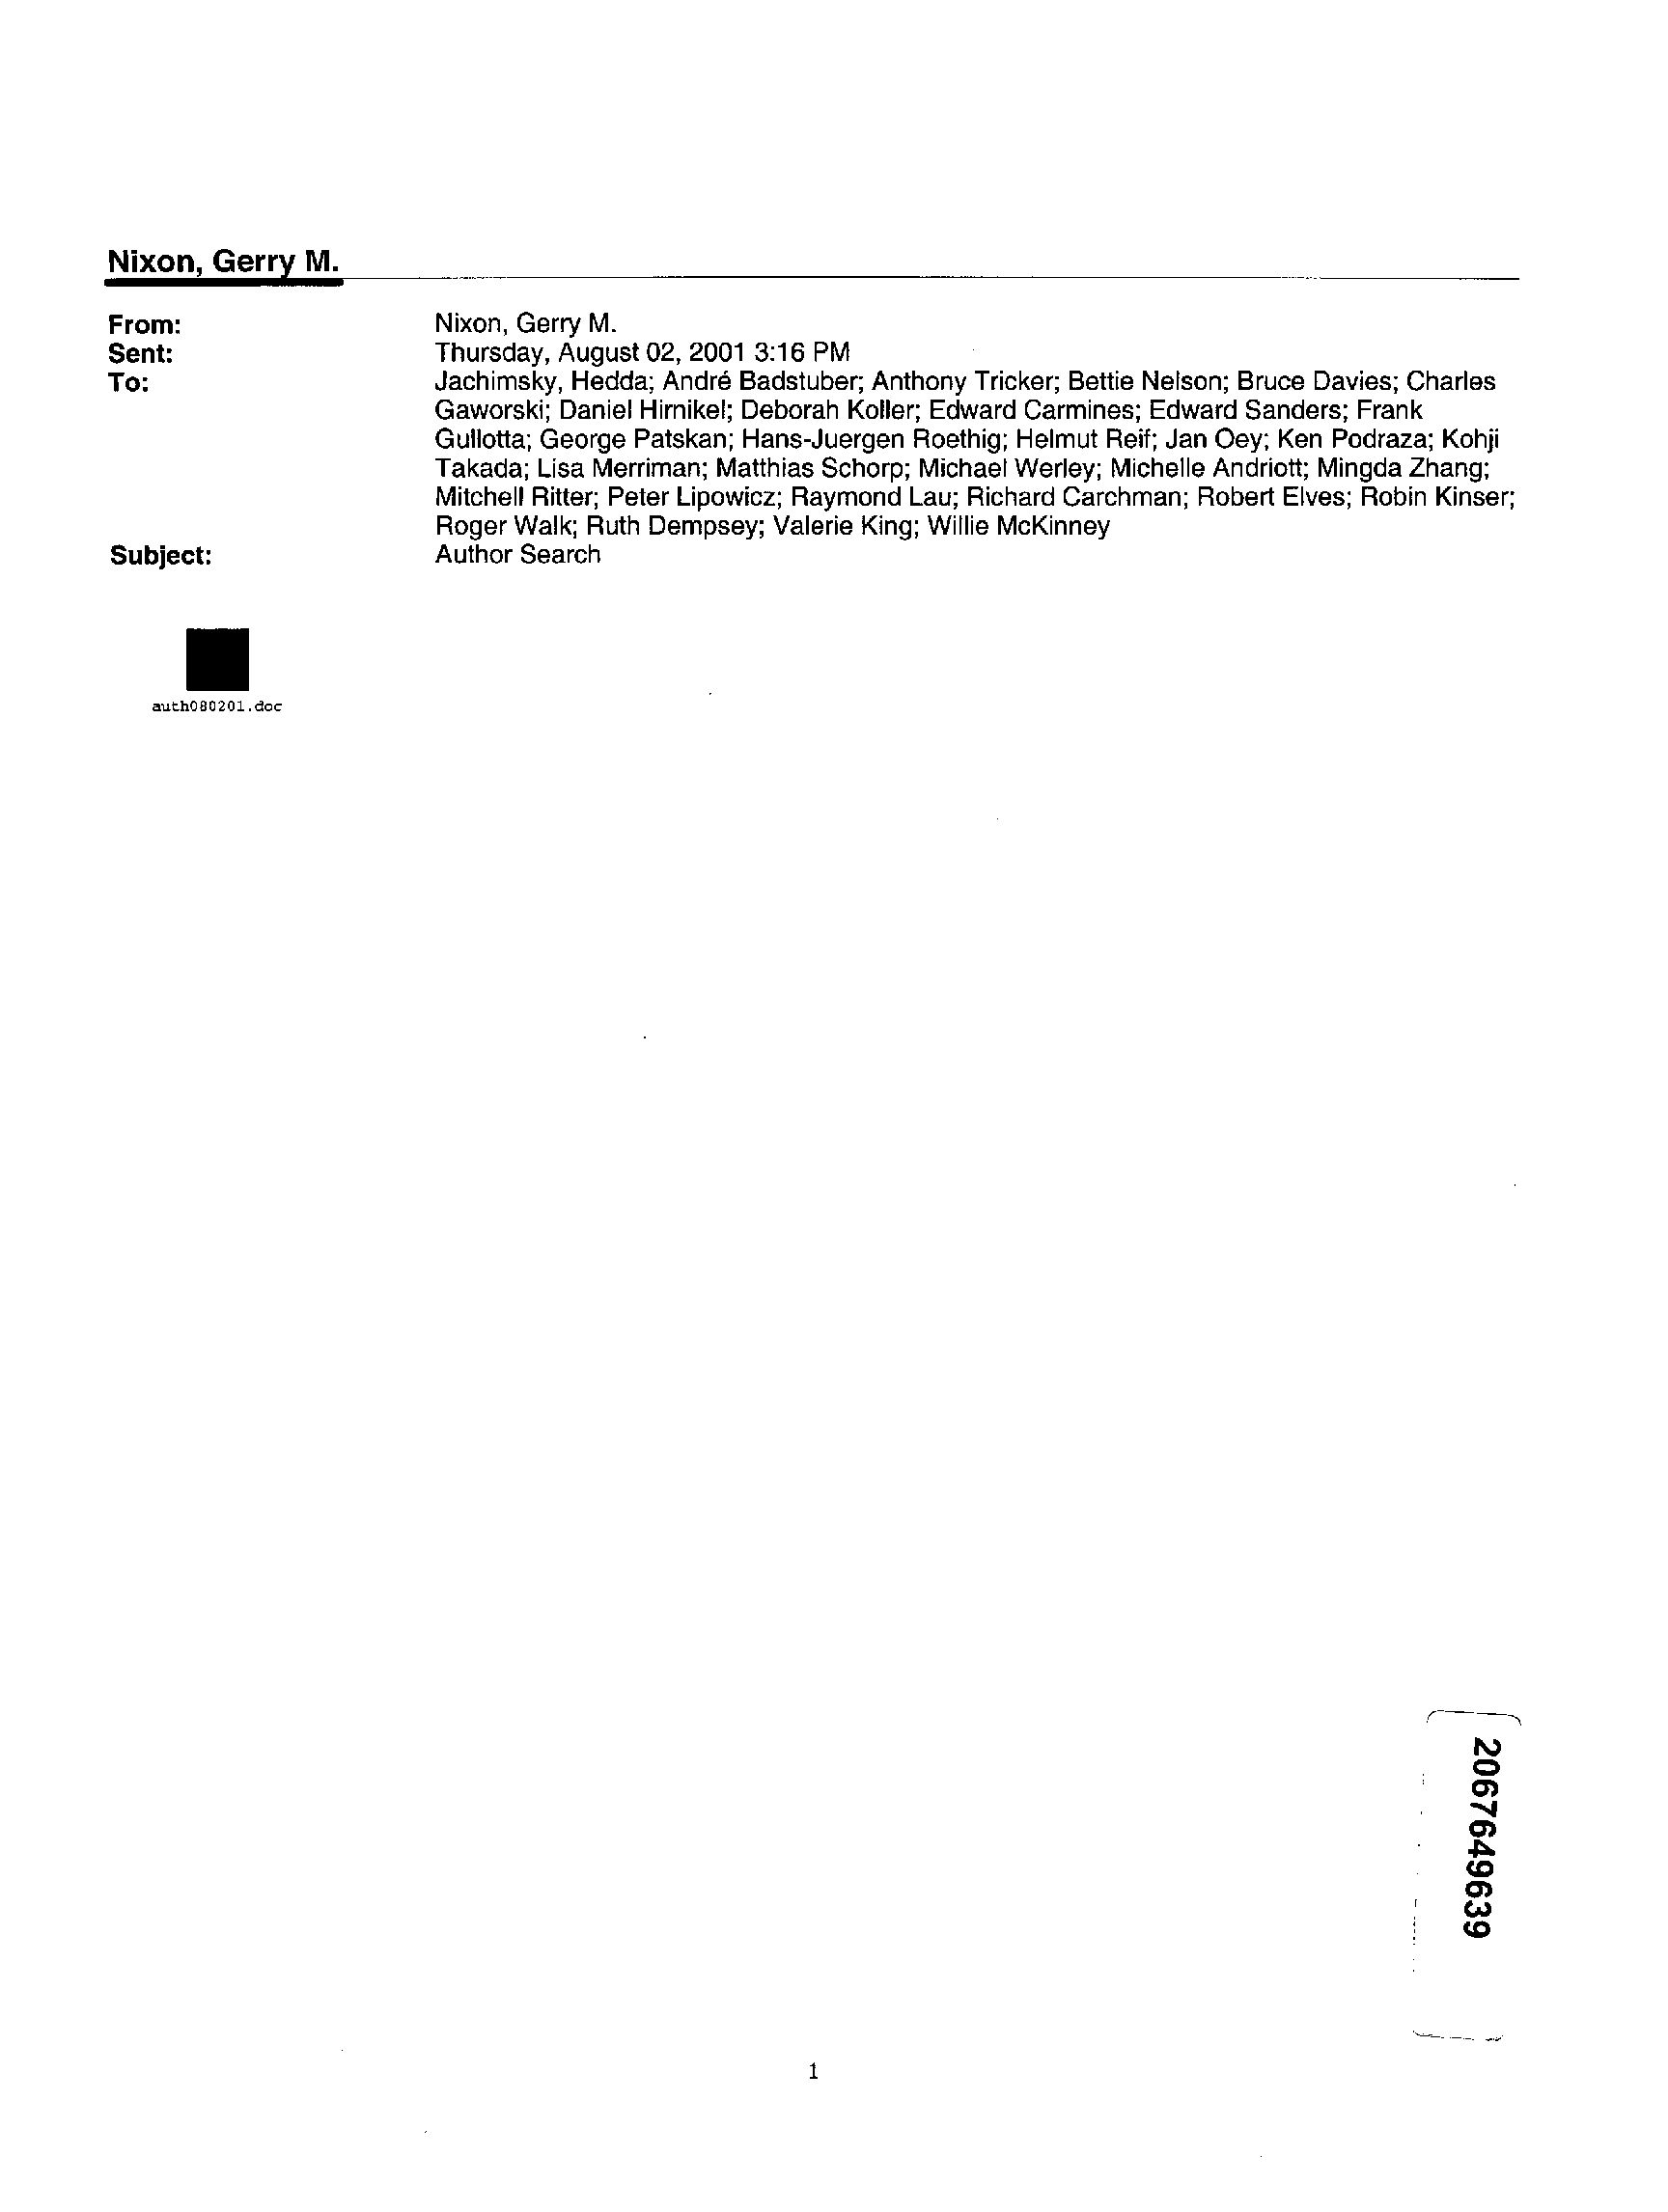 Nixon, Gerry M.
From: Nixon, Gerry M.
Sent: Thursday, August 02, 2001 3:16 PM
To: Jachimsky, Hedda; André Badstuber; Anthony Tricker; Bettie Nelson; Bruce Davies; Charles
Gaworski; Daniel Hirnikel; Deborah Koller; Edward Carmines; Edward Sanders; Frank
Gullotta; George Patskan; Hans-Juergen Roethig; Helmut Reif; Jan Oey; Ken Podraza; Kohji
Takada; Lisa Merriman; Matthias Schorp; Michael Werley; Michelle Andriott; Mingda Zhang;
Mitchell Ritter; Peter Lipowicz; Raymond Lau; Richard Carchman; Robert Elves; Robin Kinser;
Roger Walk; Ruth Dempsey; Valerie King; Willie McKinney
Subject: Author Search
auth080201.doc
2067649639
1